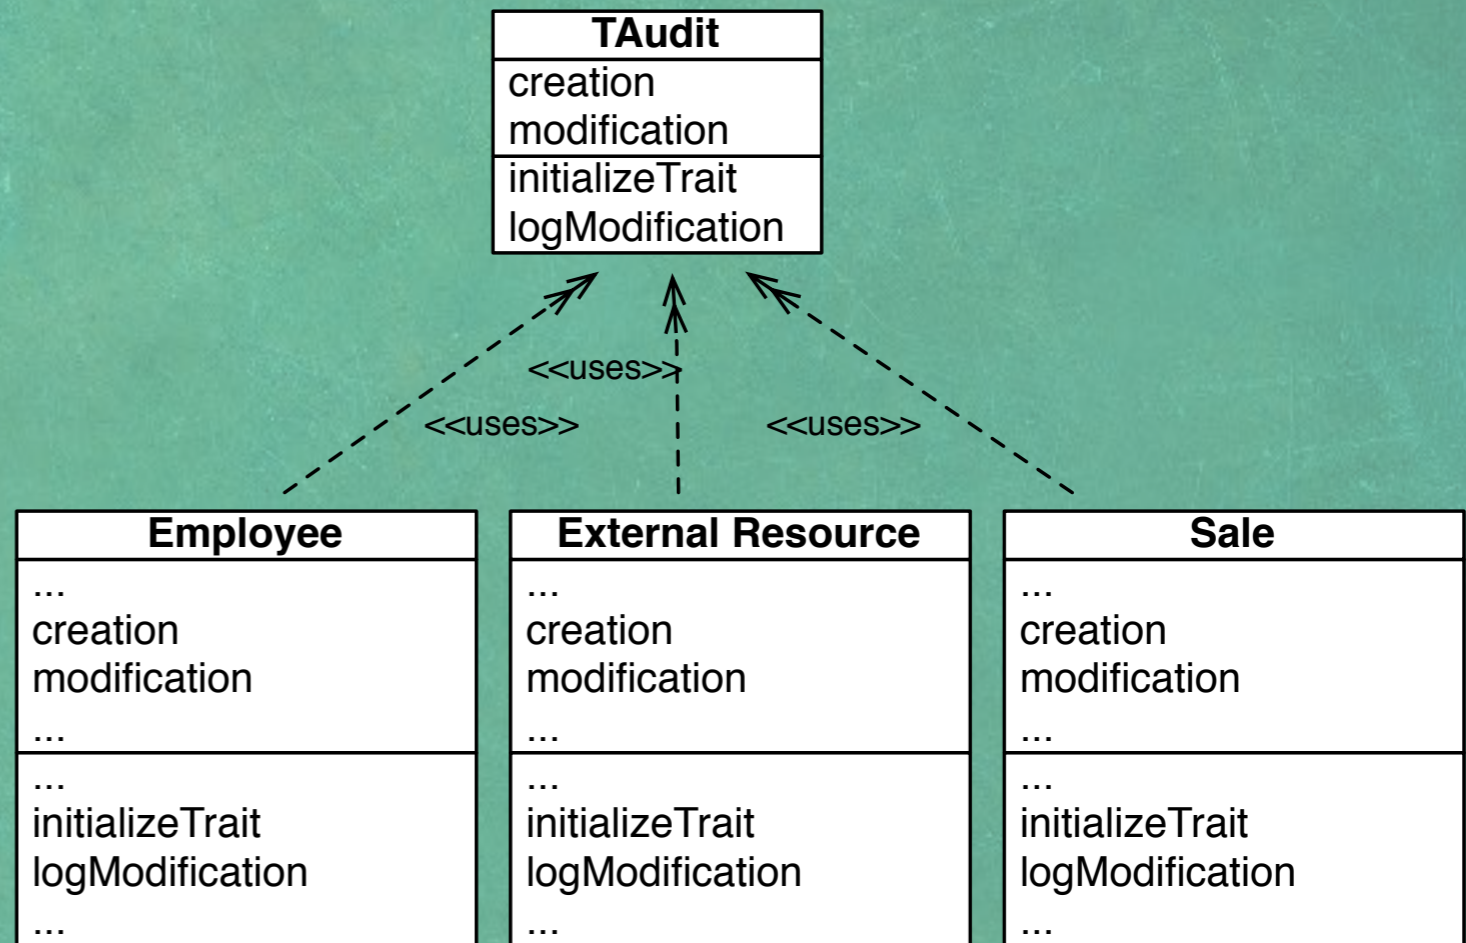 TAudit
creation
modification
initializeTrait
logModification
<<uses>>
<<uses>>
<<uses>>
Employee
...
creation
modification
...
...
initializeTrait
logModification
...
External Resource
...
creation
modification
...
...
initializeTrait
logModification
...
Sale
...
creation
modification
...
...
initializeTrait
logModification
...